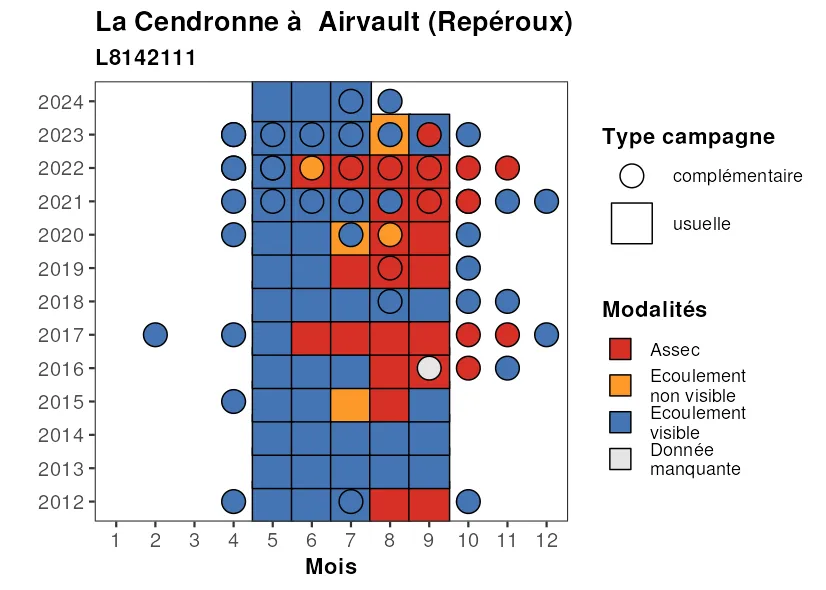 La Cendronne à  Airvault (Repéroux)
L8142111
2024
2023
2022
2021
2020
2019
2018
2017
2016
2015
2014
2013
2012
1 2 3 4 5 6 7 8 9 10 11 12
Mois
Type campagne
complémentaire
usuelle
Modalités
Assec
Ecoulement
non visible
Ecoulement
visible
Donnée
manquante